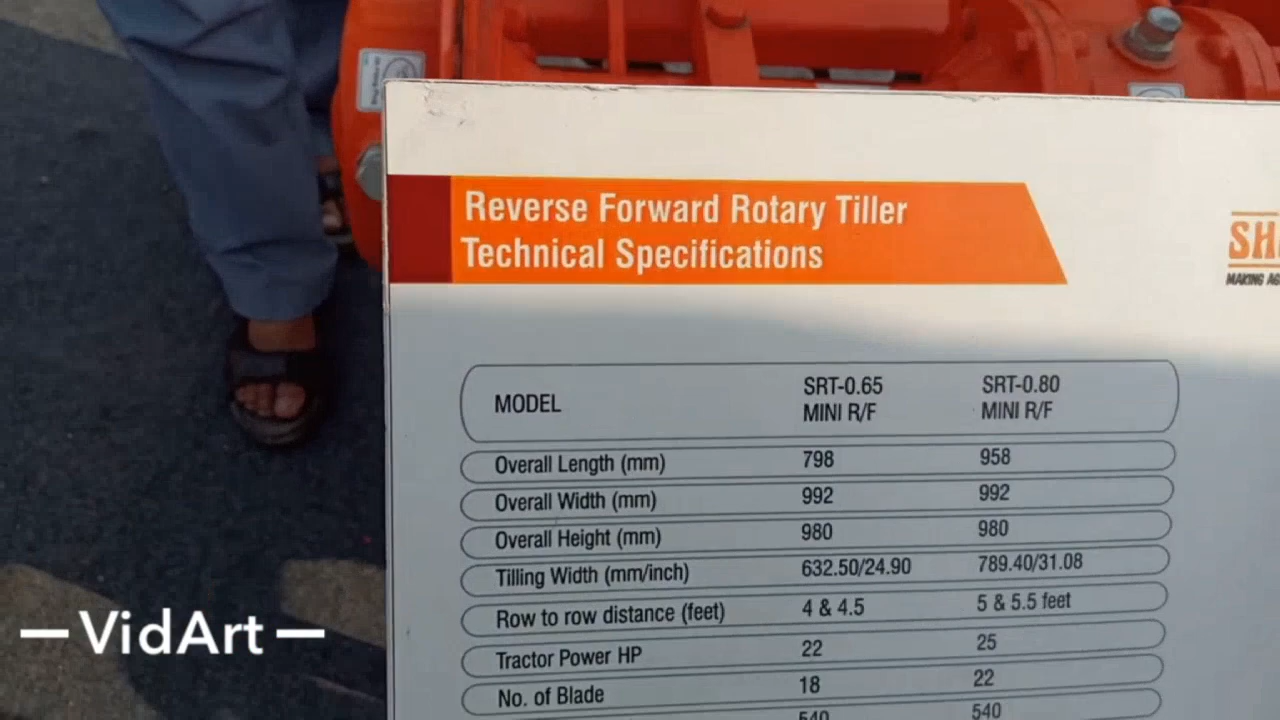 Reverse Forward Rotary Tiller
Technical Specifications
SH
MAKING AG
MODEL SRT-0.65 MINI R/F SRT-0.80 MINI R/F
Overall Length (mm) 798 958
Overall Width (mm) 992 992
Overall Height (mm) 980 980
Tilling Width (mm/inch) 632.50/24.90 789.40/31.08
Row to row distance (feet) 4 & 4.5 5 & 5.5 feet
Tractor Power HP 22 25
No. of Blade 18 22
540 540
VidArt